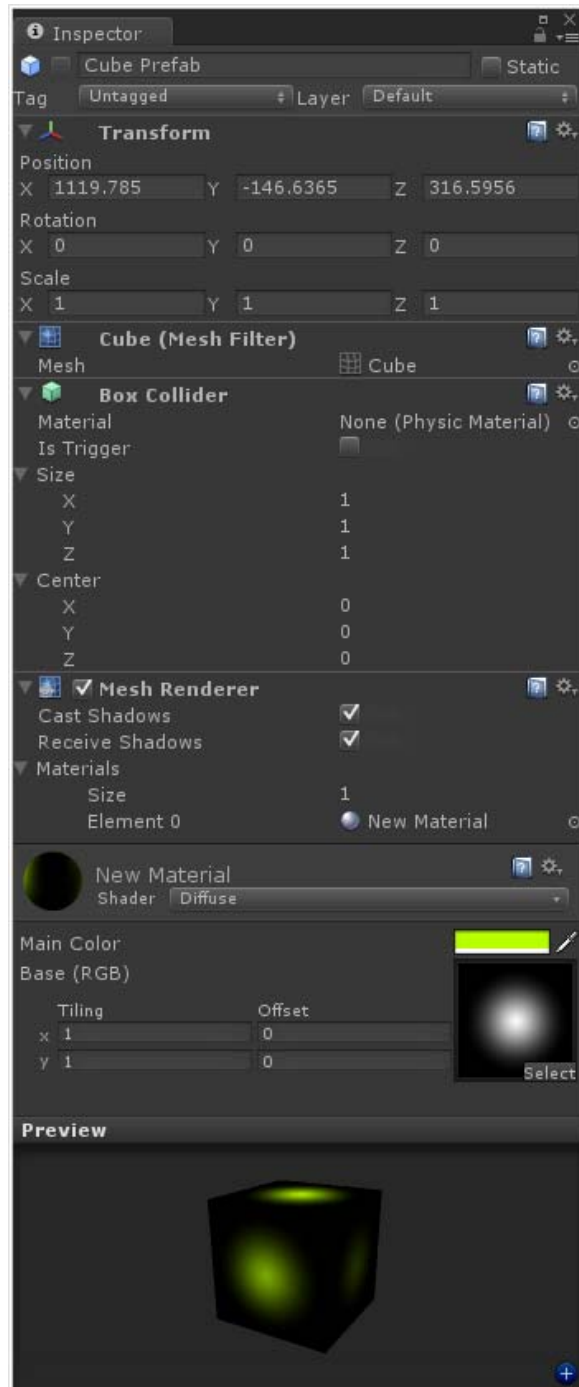 Inspector
Cube Prefab Static
Tag Untagged Layer Default
Transform
Position
X 1119.785 Y -146.6365 Z 316.5956
Rotation
X 0 Y 0 Z 0
Scale
X 1 Y 1 Z 1
Cube (Mesh Filter)
Mesh Cube
Box Collider
Material None (Physic Material)
Is Trigger
Size
X 1
Y 1
Z 1
Center
X 0
Y 0
Z 0
Mesh Renderer
Cast Shadows
Receive Shadows
Materials
Size 1
Element 0 New Material
New Material
Shader Diffuse
Main Color
Base (RGB)
Tiling Offset
x 1 0
y 1 0
Select
Preview